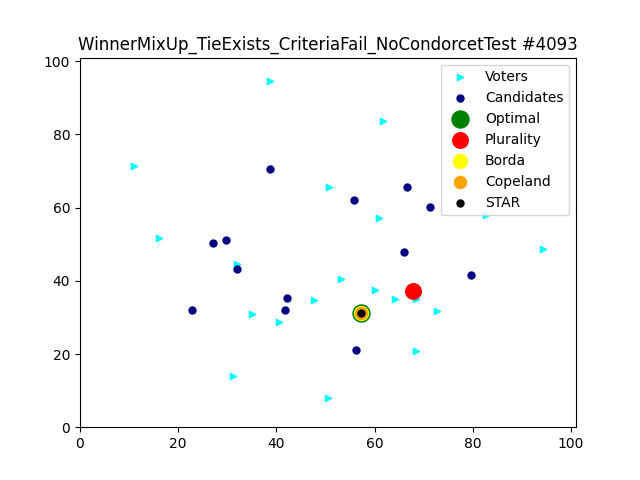 WinnerMixUp_TieExists_CriteriaFail_NoCondorcetTest #4093
100
80
60
40
20
0
Voters
Candidates
Optimal
Plurality
Borda
Copeland
STAR
0 20 40 60 80 100